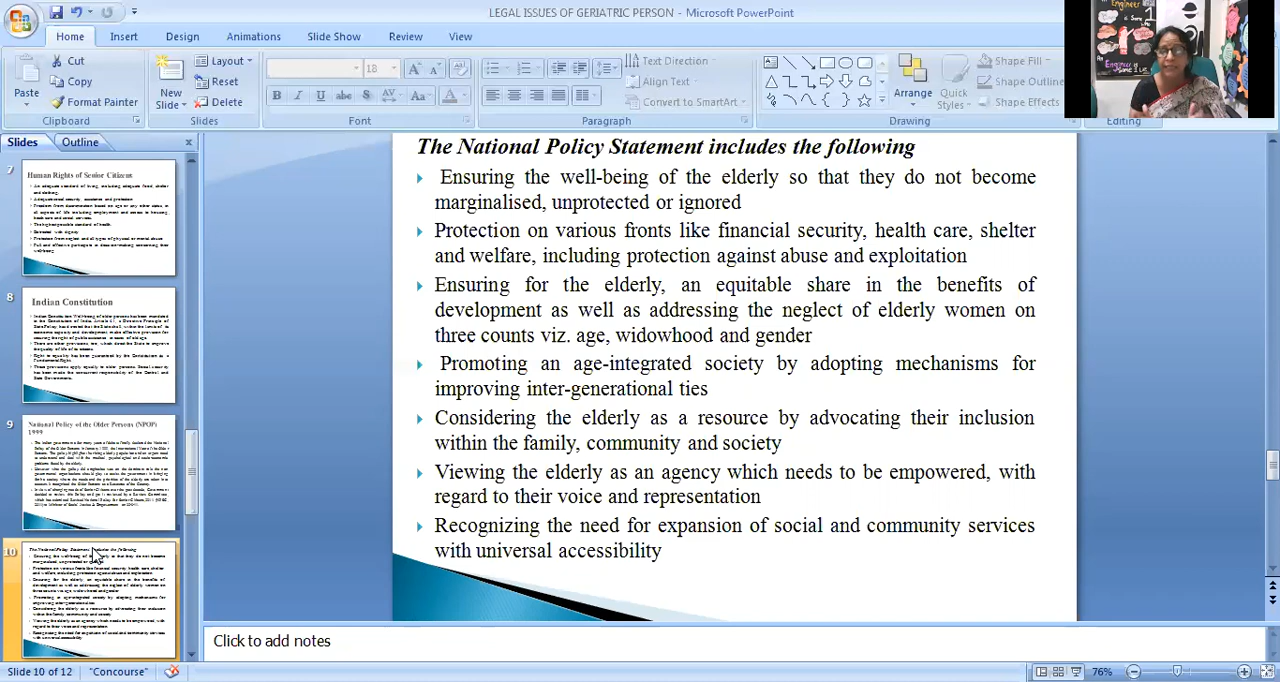 LEGAL ISSUES OF GERIATRIC PERSON - Microsoft PowerPoint
Home Insert Design Animations Slide Show Review View
Cut
Copy
Format Painter
Paste
Clipboard
New
Slide
Layout
Reset
Delete
Slides
18
Font
Text Direction
Align Text
Convert to SmartArt
Paragraph
Arrange
Quick
Styles
Shape Fill
Shape Outline
Shape Effects
Drawing
Editing
Slides Outline
7
Human Rights of Senior Citizens
8
Indian Constitution
9
National Policy of the Older Persons (NPOP)
1999
10
The National Policy Statement includes the following
Ensuring the well-being of the elderly so that they do not become
marginalised, unprotected or ignored
Protection on various fronts like financial security, health care, shelter
and welfare, including protection against abuse and exploitation
Ensuring for the elderly, an equitable share in the benefits of
development as well as addressing the neglect of elderly women on
three counts viz. age, widowhood and gender
Promoting an age-integrated society by adopting mechanisms for
improving inter-generational ties
Considering the elderly as a resource by advocating their inclusion
within the family, community and society
Viewing the elderly as an agency which needs to be empowered, with
regard to their voice and representation
Recognizing the need for expansion of social and community services
with universal accessibility
Click to add notes
Slide 10 of 12 "Concourse" 76%